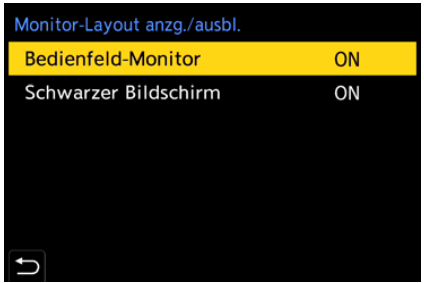 Monitor-Layout anzg./ausbl.
Bedienfeld-Monitor ON
Schwarzer Bildschirm ON